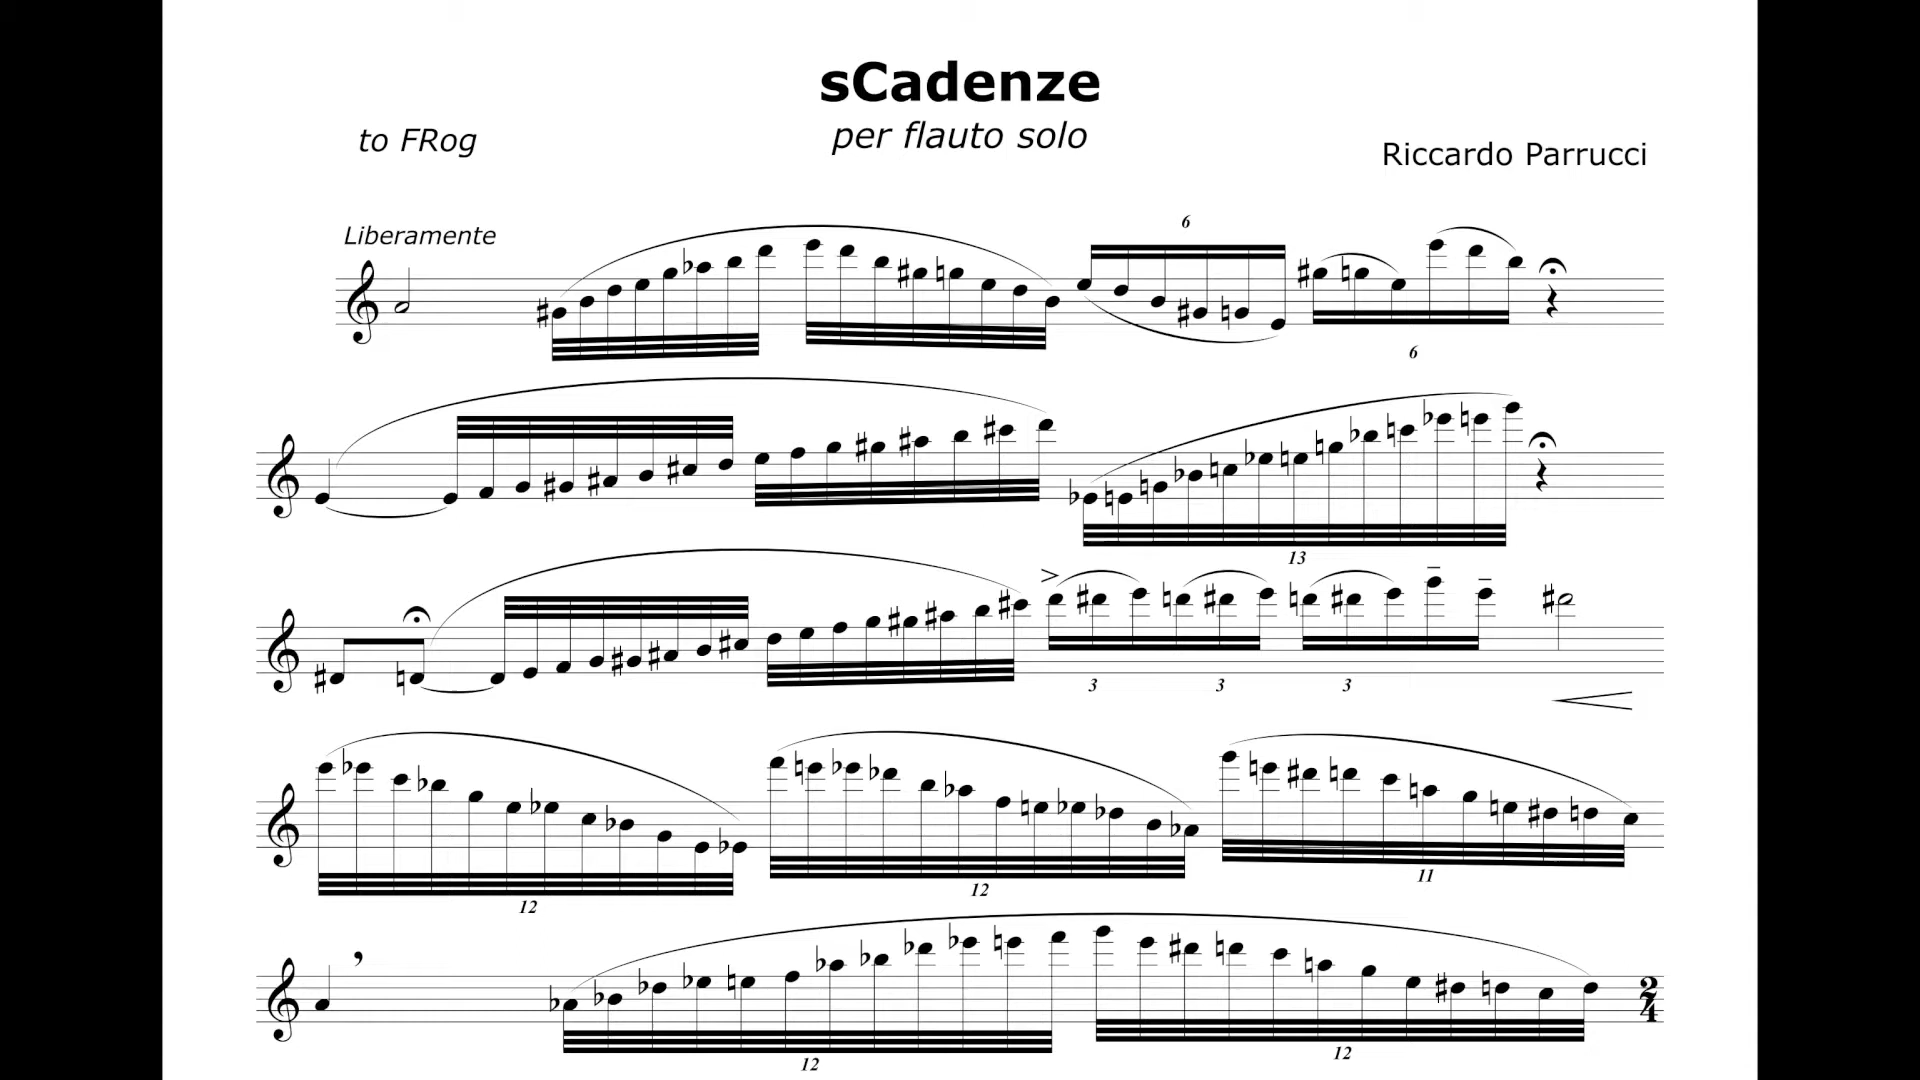 sCadenze
to FRog
per flauto solo
Riccardo Parrucci
Liberamente
6
6
13
3 3 3
12 12 11
12 12
2
4